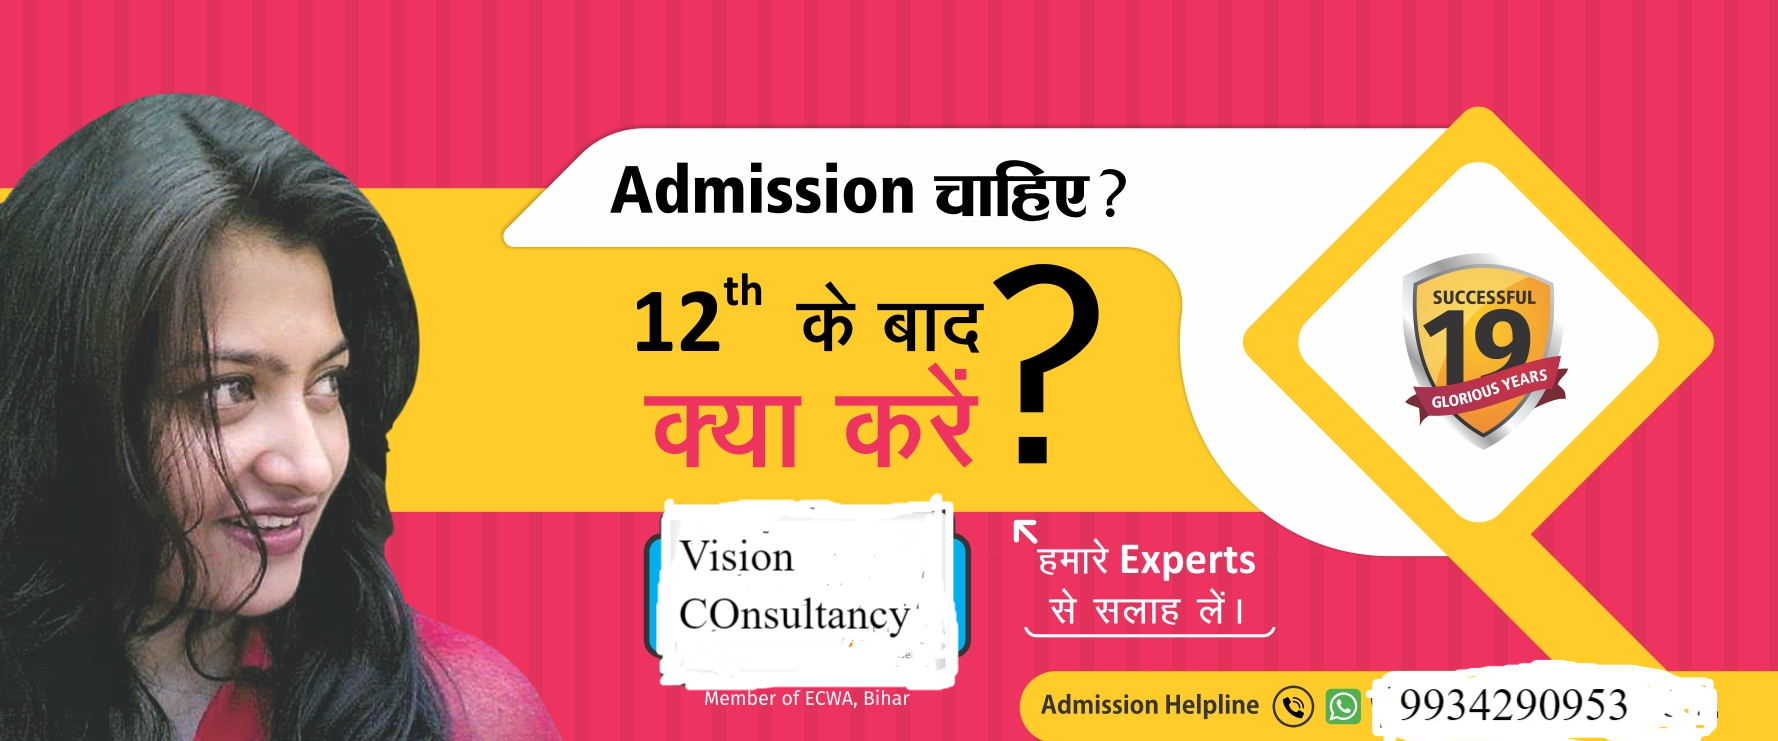 Admission चाहिए ?
12th के बाद
क्या करें ?
Vision
COnsultancy
Member of ECWA, Bihar
हमारे Experts
से सलाह लें।
SUCCESSFUL
19
GLORIOUS YEARS
Admission Helpline
9934290953